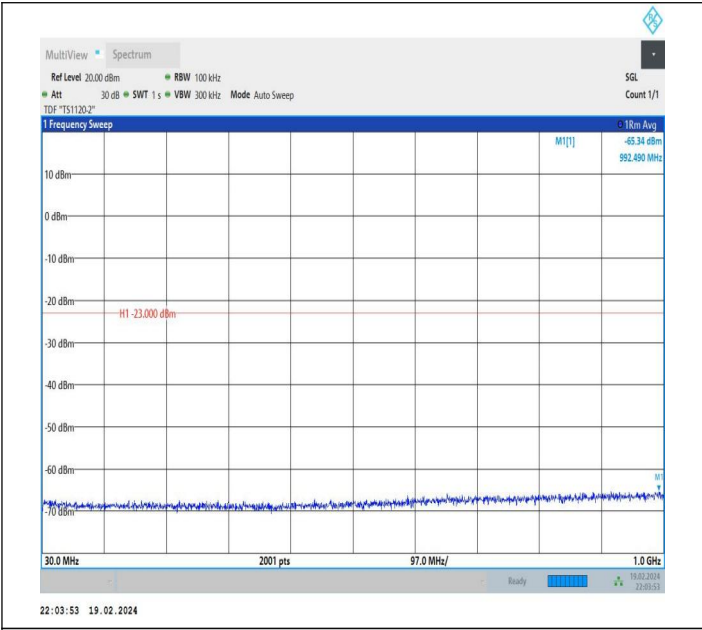 MultiView Spectrum
Ref Level 20.00 dBm RBW 100 kHz SGL
Att 30 dB SWT 1 s VBW 300 kHz Mode Auto Sweep Count 1/1
TDF "TS1120-2"
1 Frequency Sweep 1Rm Avg
M1[1] -65.34 dBm
992.490 MHz
10 dBm
0 dBm
-10 dBm
-20 dBm
H1 -23.000 dBm
-30 dBm
-40 dBm
-50 dBm
-60 dBm
M1
-70 dBm
30.0 MHz 2001 pts 97.0 MHz/ 1.0 GHz
Ready 19.02.2024
22:03:53
22:03:53 19.02.2024